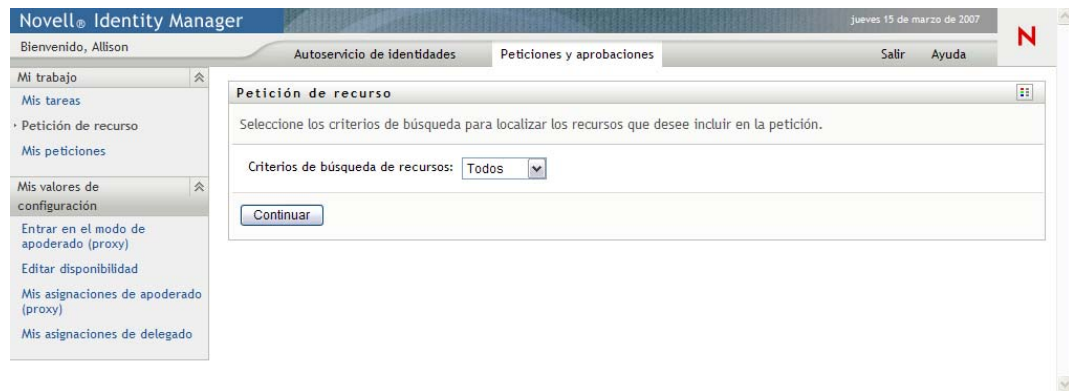 Novell® Identity Manager
jueves 15 de marzo de 2007
N
Bienvenido, Allison
Autoservicio de identidades
Peticiones y aprobaciones
Salir
Ayuda
Mi trabajo
Mis tareas
Petición de recurso
Mis peticiones
Mis valores de
configuración
Entrar en el modo de
apoderado (proxy)
Editar disponibilidad
Mis asignaciones de apoderado
(proxy)
Mis asignaciones de delegado
Petición de recurso
Seleccione los criterios de búsqueda para localizar los recursos que desee incluir en la petición.
Criterios de búsqueda de recursos: Todos
Continuar